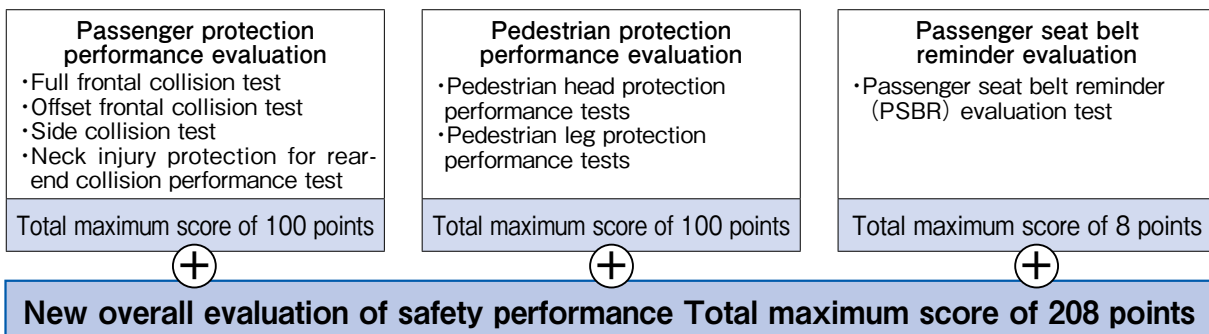 Passenger protection
performance evaluation
・Full frontal collision test
・Offset frontal collision test
・Side collision test
・Neck injury protection for rear-
end collision performance test
Total maximum score of 100 points
Pedestrian protection
performance evaluation
・Pedestrian head protection
performance tests
・Pedestrian leg protection
performance tests
Total maximum score of 100 points
Passenger seat belt
reminder evaluation
・Passenger seat belt reminder
（PSBR）evaluation test
Total maximum score of 8 points
+
+
+
New overall evaluation of safety performance Total maximum score of 208 points